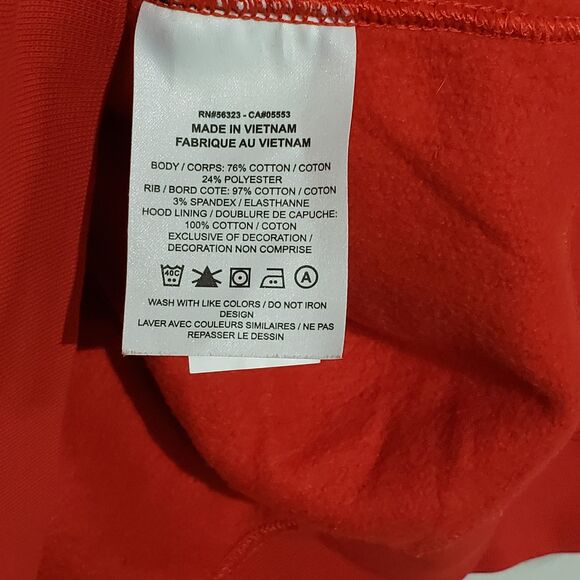 RN#56323 - CA#05553
MADE IN VIETNAM
FABRIQUE AU VIETNAM
BODY / CORPS: 76% COTTON / COTON
24% POLYESTER
RIB / BORD COTE: 97% COTTON / COTON
3% SPANDEX / ELASTHANNE
HOOD LINING / DOUBLURE DE CAPUCHE:
100% COTTON / COTON
EXCLUSIVE OF DECORATION /
DECORATION NON COMPRISE
40C A
WASH WITH LIKE COLORS / DO NOT IRON
DESIGN
LAVER AVEC COULEURS SIMILAIRES / NE PAS
REPASSER LE DESSIN